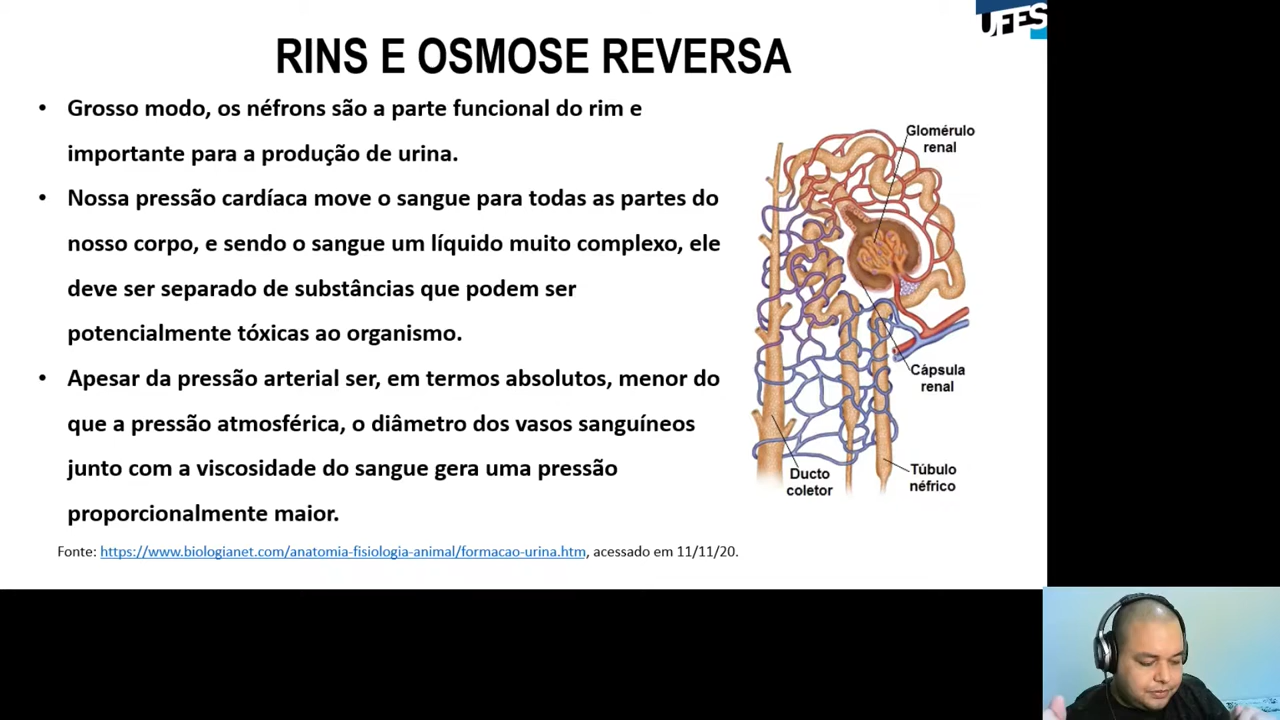 UFES
RINS E OSMOSE REVERSA
• Grosso modo, os néfrons são a parte funcional do rim e
importante para a produção de urina.
• Nossa pressão cardíaca move o sangue para todas as partes do
nosso corpo, e sendo o sangue um líquido muito complexo, ele
deve ser separado de substâncias que podem ser
potencialmente tóxicas ao organismo.
• Apesar da pressão arterial ser, em termos absolutos, menor do
que a pressão atmosférica, o diâmetro dos vasos sanguíneos
junto com a viscosidade do sangue gera uma pressão
proporcionalmente maior.
Glomérulo
renal
Cápsula
renal
Ducto
coletor
Túbulo
néfrico
Fonte: https://www.biologianet.com/anatomia-fisiologia-animal/formacao-urina.htm, acessado em 11/11/20.